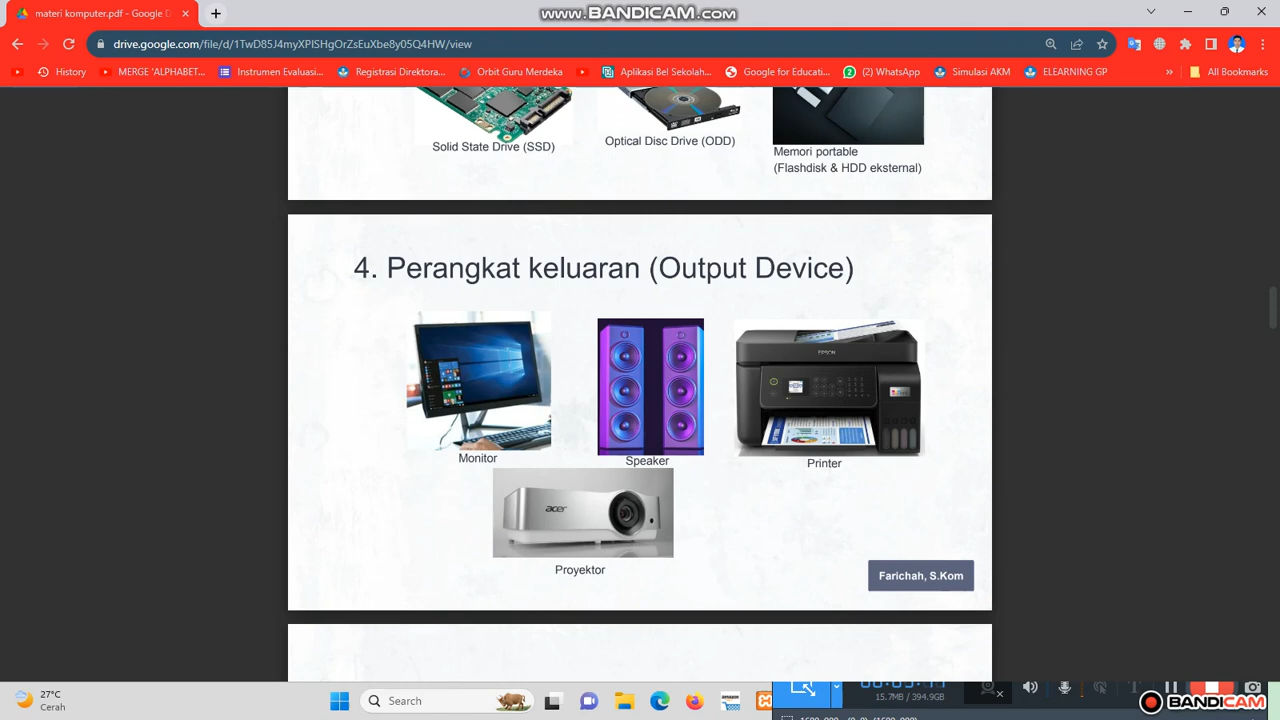 materi komputer.pdf - Google D
www.BANDICAM.com
drive.google.com/file/d/1TwD85J4myXPlSHgOrZsEuXbe8y05Q4HW/view
History
MERGE 'ALPHABET'...
Instrumen Evaluasi...
Registrasi Direktora...
Orbit Guru Merdeka
Aplikasi Bel Sekolah...
Google for Educati...
(2) WhatsApp
Simulasi AKM
ELEARNING GP
»
All Bookmarks
Solid State Drive (SSD)
Optical Disc Drive (ODD)
Memori portable
(Flashdisk & HDD eksternal)
4. Perangkat keluaran (Output Device)
EPSON
Monitor
Speaker
Printer
acer
Proyektor
Farichah, S.Kom
27°C
Cerah
Search
15.7MB / 394.9GB
BANDICAM